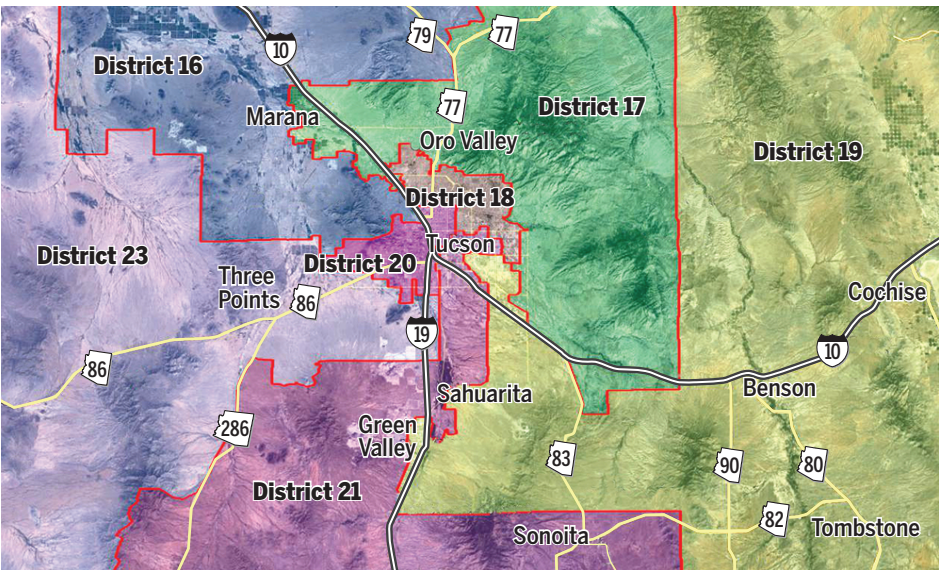 79
77
10
District 16
77
District 17
Marana
Oro Valley
District 19
District 18
Tucson
District 23
District 20
Three
Points
86
Cochise
19
10
86
Benson
Sahuarita
286
Green
Valley
83
90
80
District 21
82
Sonoita
Tombstone